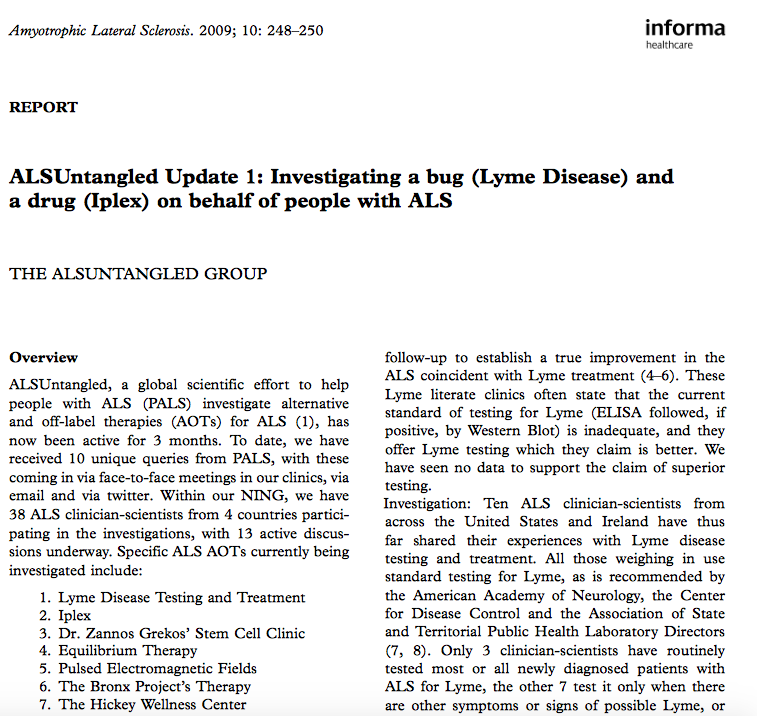 Amyotrophic Lateral Sclerosis. 2009; 10: 248–250
informa
healthcare
REPORT
ALSUntangled Update 1: Investigating a bug (Lyme Disease) and
a drug (Iplex) on behalf of people with ALS
THE ALSUNTANGLED GROUP
Overview
ALSUntangled, a global scientific effort to help
people with ALS (PALS) investigate alternative
and off-label therapies (AOTs) for ALS (1), has
now been active for 3 months. To date, we have
received 10 unique queries from PALS, with these
coming in via face-to-face meetings in our clinics, via
email and via twitter. Within our NING, we have
38 ALS clinician-scientists from 4 countries partici-
pating in the investigations, with 13 active discus-
sions underway. Specific ALS AOTs currently being
investigated include:
1. Lyme Disease Testing and Treatment
2. Iplex
3. Dr. Zannos Grekos' Stem Cell Clinic
4. Equilibrium Therapy
5. Pulsed Electromagnetic Fields
6. The Bronx Project's Therapy
7. The Hickey Wellness Center
follow-up to establish a true improvement in the
ALS coincident with Lyme treatment (4–6). These
Lyme literate clinics often state that the current
standard of testing for Lyme (ELISA followed, if
positive, by Western Blot) is inadequate, and they
offer Lyme testing which they claim is better. We
have seen no data to support the claim of superior
testing.
Investigation: Ten ALS clinician-scientists from
across the United States and Ireland have thus
far shared their experiences with Lyme disease
testing and treatment. All those weighing in use
standard testing for Lyme, as is recommended by
the American Academy of Neurology, the Center
for Disease Control and the Association of State
and Territorial Public Health Laboratory Directors
(7, 8). Only 3 clinician-scientists have routinely
tested most or all newly diagnosed patients with
ALS for Lyme, the other 7 test it only when there
are other symptoms or signs of possible Lyme, or